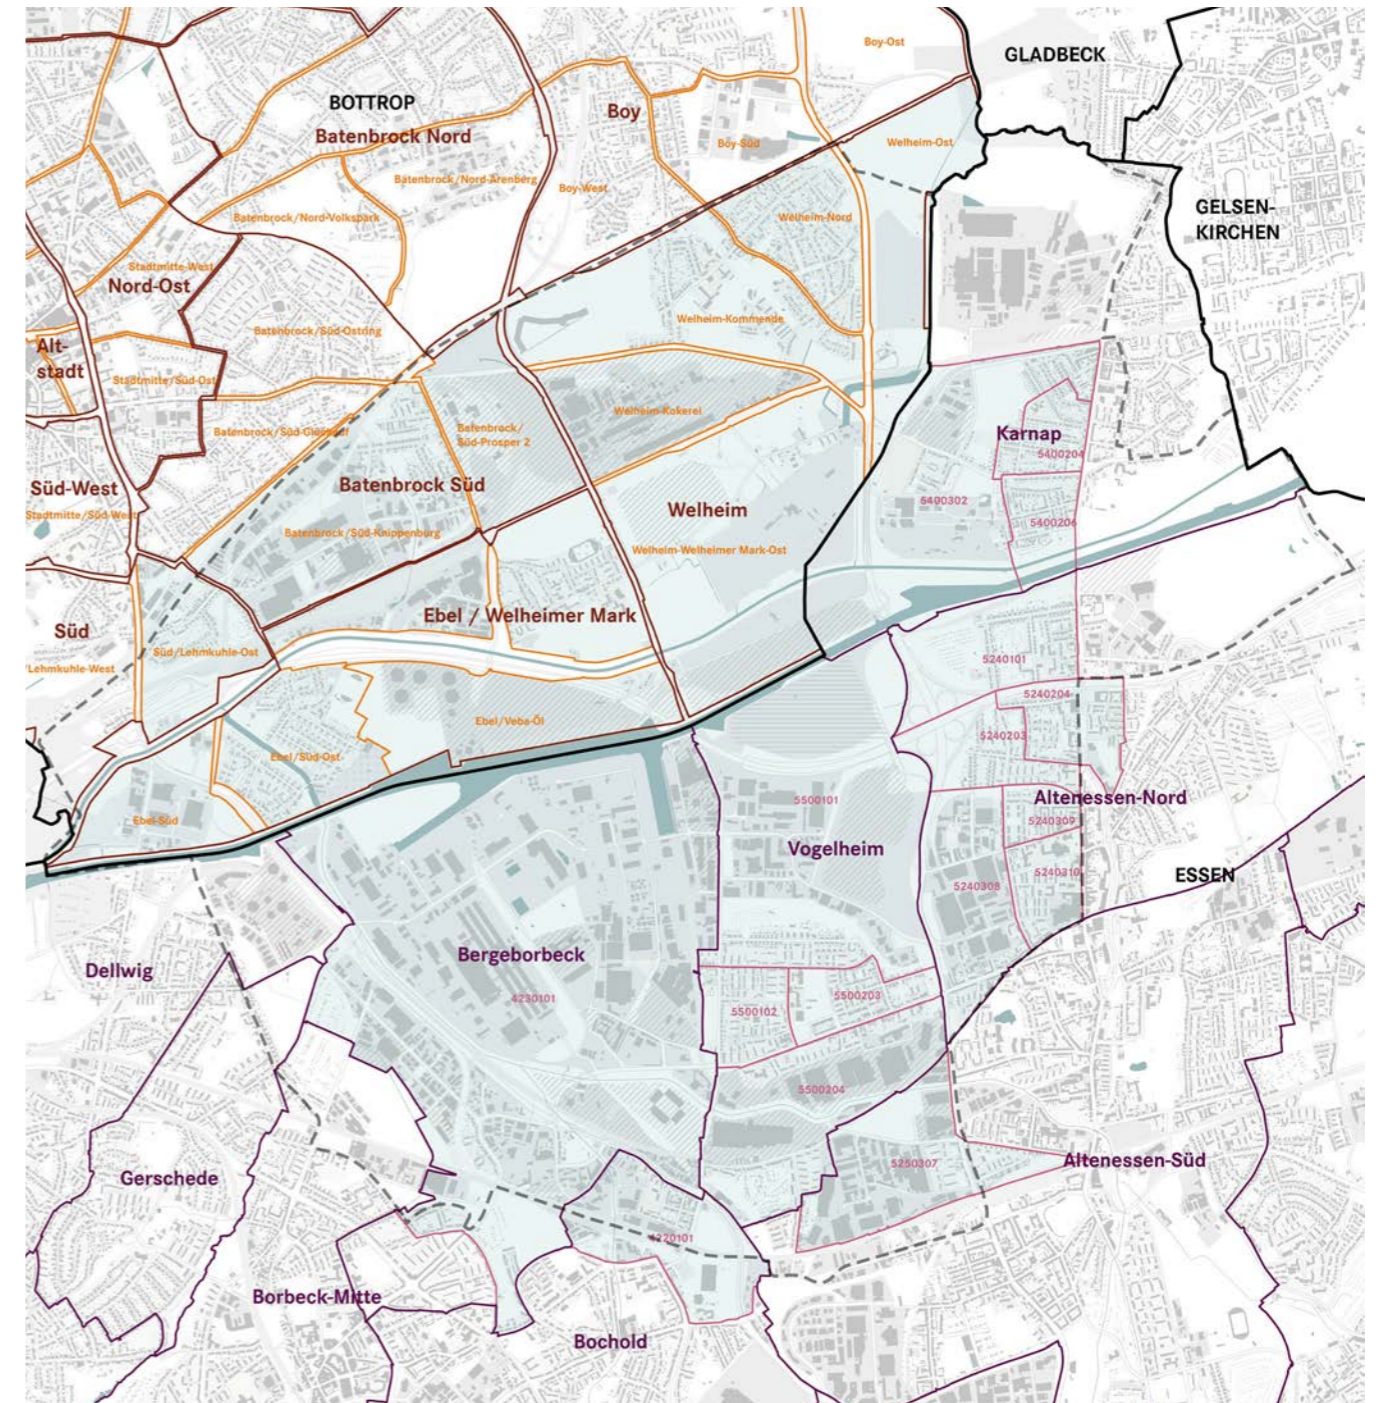 Boy-Ost
GLADBECK
BOTTROP
Boy
Batenbrock Nord
Boy-Süd
Welheim-Ost
Batenbrock/Nord-Arenberg
Boy-West
GELSEN-
KIRCHEN
Batenbrock/Nord-Volkspark
Welheim-Nord
Stadtmitte-West
Nord-Ost
Welheim-Kommende
Batenbrock/Süd-Ostring
Alt-
stadt
Stadtmitte/Süd-Ost
Welheim-Kokerei
Batenbrock/
Süd-Prosper 2
Karnap
5400204
Batenbrock Süd
Süd-West
5400302
Welheim
Stadtmitte/Süd-West
5400206
Batenbrock/Süd-Knippenburg
Welheim-Welheimer Mark-Ost
Ebel / Welheimer Mark
Süd
Süd/Lehmkuhle-Ost
/Lehmkuhle-West
5240101
5240204
Ebel/Veba-Öl
5240203
Ebel/Süd-Ost
5500101
Altenessen-Nord
Ebel-Süd
5240309
Vogelheim
5240310
ESSEN
5240308
Bergeborbeck
Dellwig
4230101
5500203
5500102
5500204
Altenessen-Süd
5250307
Gerschede
4220101
Borbeck-Mitte
Bochold